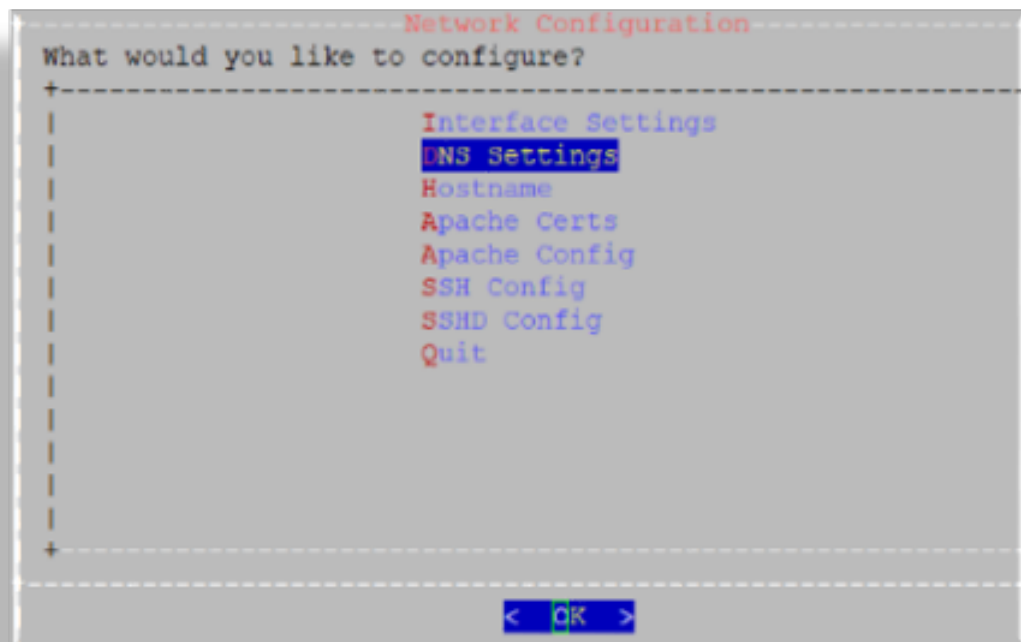 Network Configuration
What would you like to configure?
Interface Settings
DNS Settings
Hostname
Apache Certs
Apache Config
SSH Config
SSHD Config
Quit
< OK >